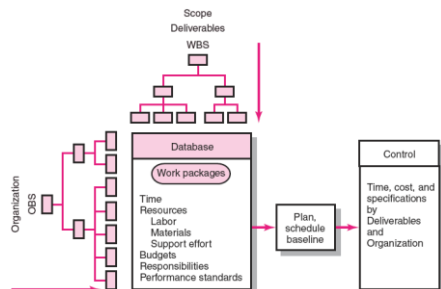 Scope
Deliverables
WBS
Organization
OBS
Database
Work packages
Time
Resources
Labor
Materials
Support effort
Budgets
Responsibilities
Performance standards
Plan,
schedule
baseline
Control
Time, cost, and
specifications
by
Deliverables
and
Organization